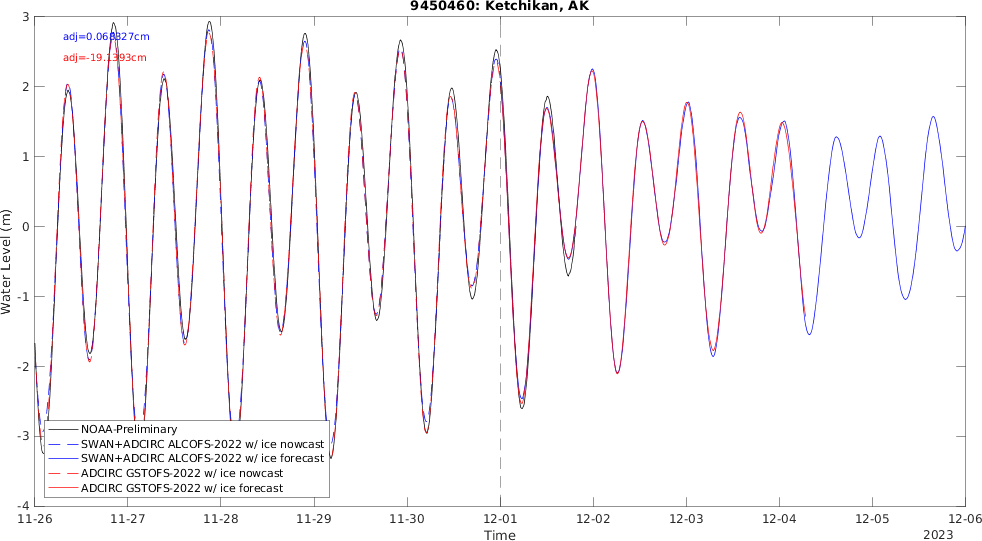 9450460: Ketchikan, AK
adj=0.068327cm
adj=-19.1393cm
3
2
1
0
-1
-2
-3
-4
Water Level (m)
NOAA-Preliminary
SWAN+ADCIRC ALCOFS-2022 w/ ice nowcast
SWAN+ADCIRC ALCOFS-2022 w/ ice forecast
ADCIRC GSTOFS-2022 w/ ice nowcast
ADCIRC GSTOFS-2022 w/ ice forecast
11-26 11-27 11-28 11-29 11-30 12-01 12-02 12-03 12-04 12-05 12-06
Time
2023